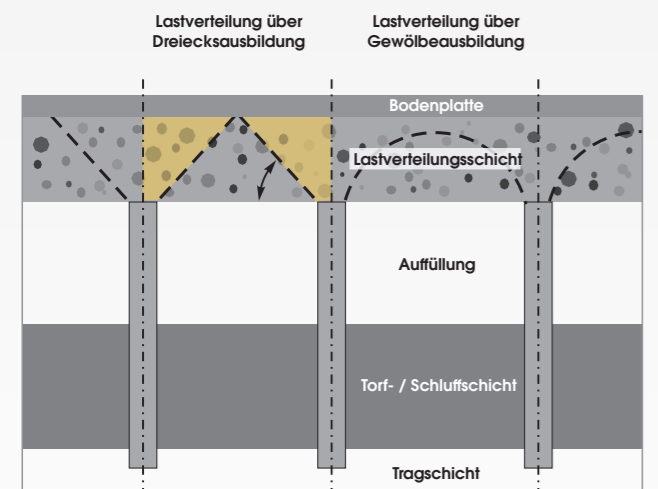 Lastverteilung über
Dreiecksausbildung
Lastverteilung über
Gewölbeausbildung
Bodenplatte
Lastverteilungsschicht
Auffüllung
Torf- / Schluffschicht
Tragschicht